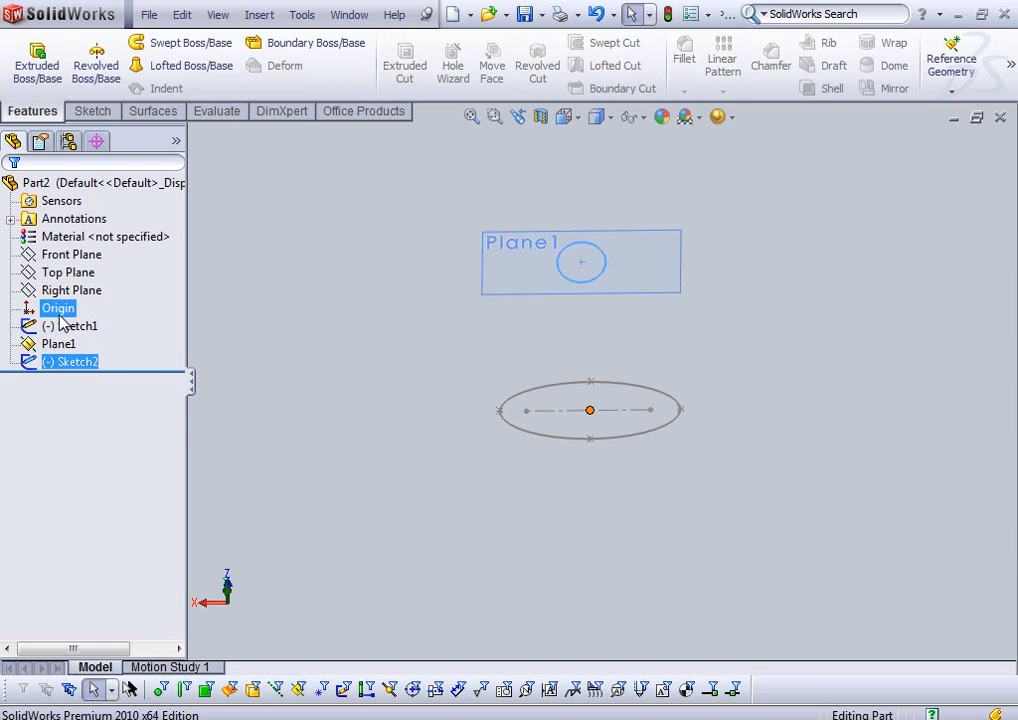 SolidWorks File Edit View Insert Tools Window Help ... SolidWorks Search ?
Extruded Boss/Base Revolved Boss/Base Swept Boss/Base Lofted Boss/Base Indent Boundary Boss/Base Deform Extruded Cut Hole Wizard Move Face Revolved Cut Swept Cut Lofted Cut Boundary Cut Fillet Linear Pattern Chamfer Rib Draft Shell Wrap Dome Mirror Reference Geometry
Features Sketch Surfaces Evaluate DimXpert Office Products
Part2 (Default<<Default>_Disp
Sensors
Annotations
Material <not specified>
Front Plane
Top Plane
Right Plane
Origin
(-) Sketch1
Plane1
(-) Sketch2
Plane1
Z
X
Model Motion Study 1
SolidWorks Premium 2010 x64 Edition Editing Part ?